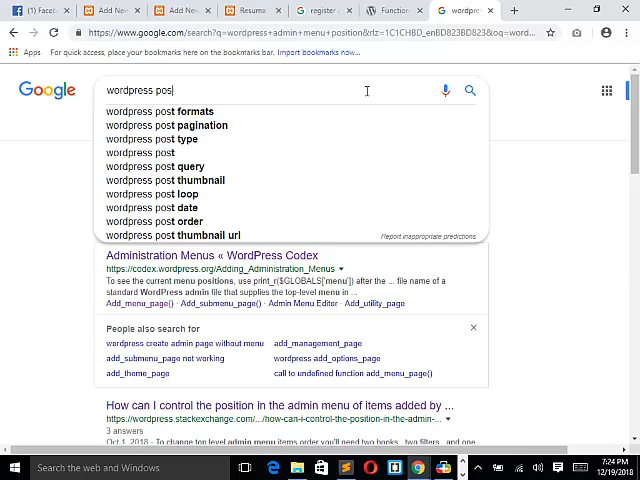 (1) Facebo
Add New
Add New
Resuma
register
Function
wordpres
https://www.google.com/search?q=wordpress+admin+menu+position&rlz=1C1CHBD_enBD823BD823&oq=word...
Apps
For quick access, place your bookmarks here on the bookmarks bar.
Import bookmarks now...
Google
wordpress pos
wordpress post formats
wordpress post pagination
wordpress post type
wordpress post
wordpress post query
wordpress post thumbnail
wordpress post loop
wordpress post date
wordpress post order
wordpress post thumbnail url
Report inappropriate predictions
Administration Menus « WordPress Codex
https://codex.wordpress.org/Adding_Administration_Menus
To see the current menu positions, use print_r($GLOBALS['menu']) after the ... file name of a
standard WordPress admin file that supplies the top-level menu in ...
Add_menu_page() · Add_submenu_page() · Admin Menu Editor · Add_utility_page
People also search for
wordpress create admin page without menu
add_management_page
add_submenu_page not working
wordpress add_options_page
add_theme_page
call to undefined function add_menu_page()
How can I control the position in the admin menu of items added by ...
https://wordpress.stackexchange.com/.../how-can-i-control-the-position-in-the-admin-...
3 answers
Oct 1, 2018 - To change top level admin menu items order you'll need two hooks, two filters, and one
Search the web and Windows
7:24 PM
12/19/2018